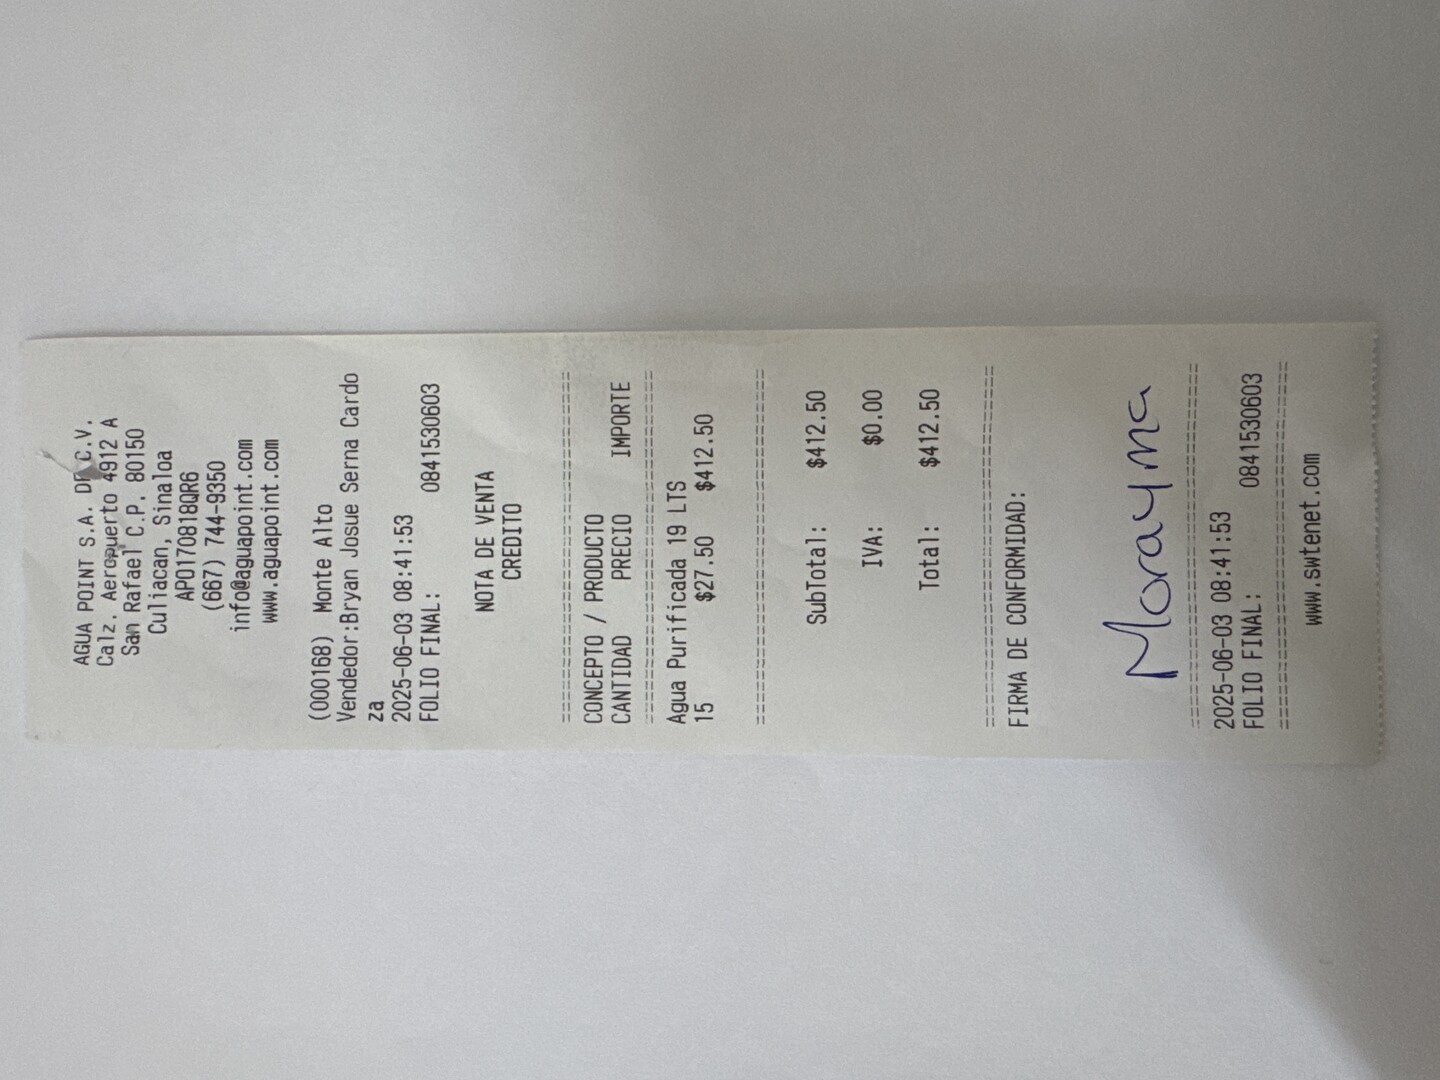 AGUA POINT S.A. DE C.V.
Calz. Aeropuerto 4912 A
San Rafael C.P. 80150
Culiacan, Sinaloa
APO170818QR6
(667) 744-9350
info@aguapoint.com
www.aguapoint.com
(000168) Monte Alto
Vendedor:Bryan Josue Serna Cardo
za
2025-06-03 08:41:53
FOLIO FINAL: 0841530603
NOTA DE VENTA
CREDITO
================================
CONCEPTO / PRODUCTO
CANTIDAD PRECIO IMPORTE
================================
Agua Purificada 19 LTS
15 $27.50 $412.50
================================
SubTotal: $412.50
IVA: $0.00
Total: $412.50
================================
FIRMA DE CONFORMIDAD:
Morayma
================================
2025-06-03 08:41:53
FOLIO FINAL: 0841530603
================================
www.swtenet.com